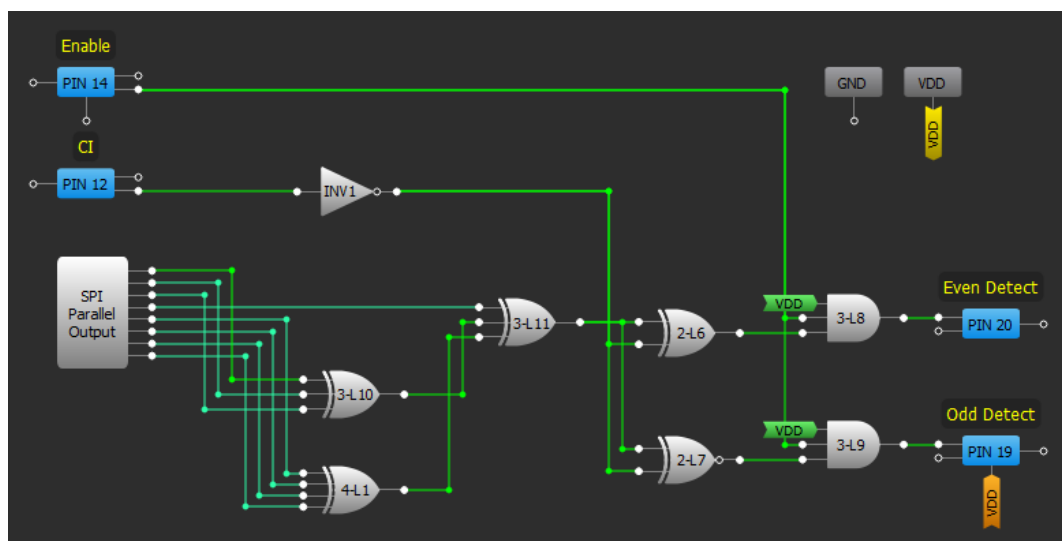 Enable
PIN 14
GND
VDD
VDD
CI
PIN 12
INV1
SPI
Parallel
Output
3-L11
3-L10
4-L1
2-L6
2-L7
VDD
3-L8
Even Detect
PIN 20
VDD
3-L9
Odd Detect
PIN 19
VDD